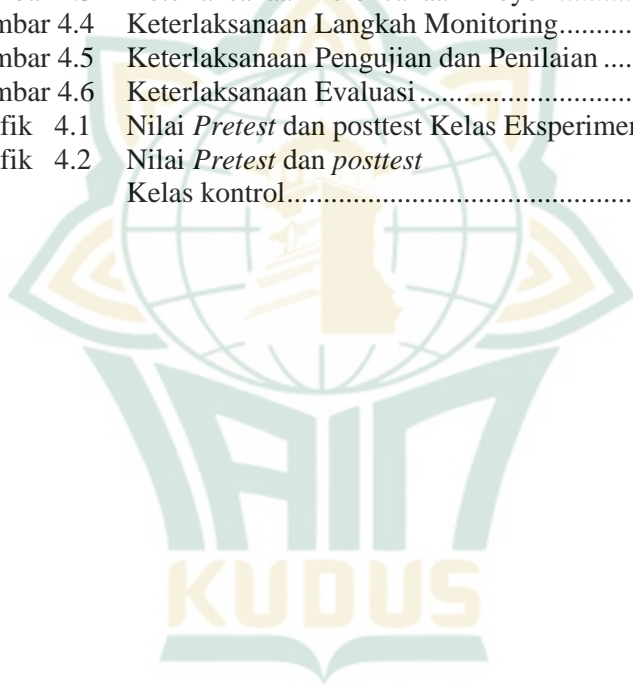 mbar 4.4 Keterlaksanaan Langkah Monitoring............
mbar 4.5 Keterlaksanaan Pengujian dan Penilaian .....
mbar 4.6 Keterlaksanaan Evaluasi..............................
fik 4.1 Nilai Pretest dan posttest Kelas Eksperimen
fik 4.2 Nilai Pretest dan posttest
Kelas kontrol.................................................
IAIN
KUDUS